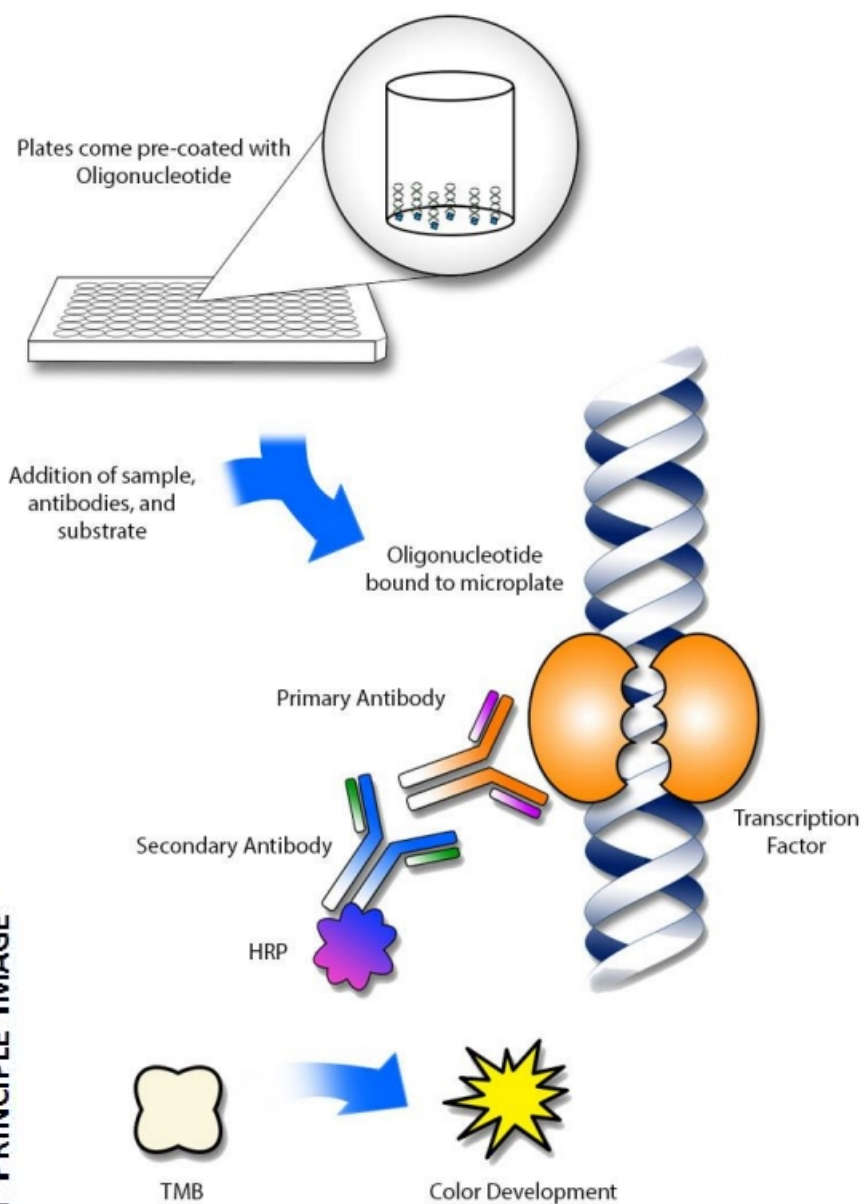 Plates come pre-coated with
Oligonucleotide
Addition of sample,
antibodies, and
substrate
Oligonucleotide
bound to microplate
Primary Antibody
Transcription
Factor
Secondary Antibody
HRP
TMB
Color Development
PRINCIPLE IMAGE